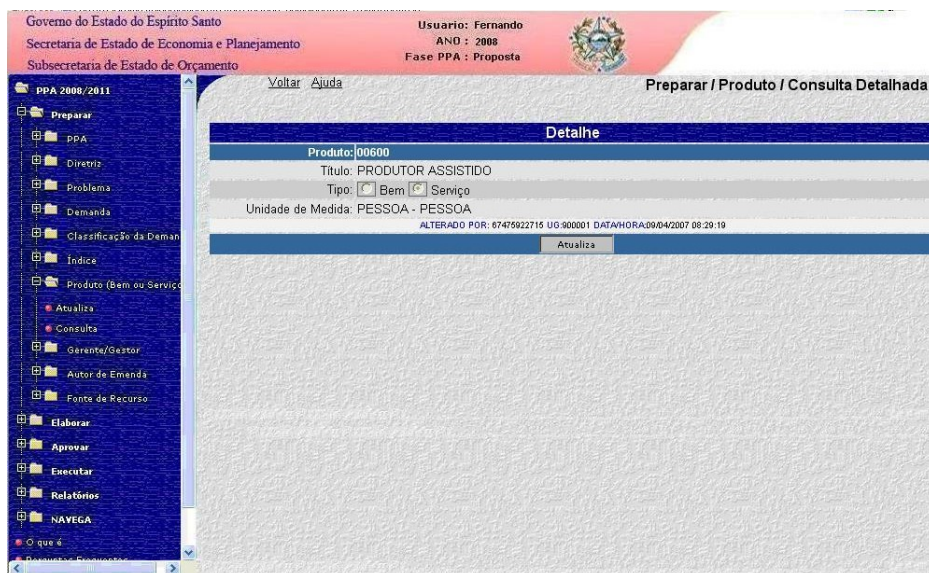 Governo do Estado do Espírito Santo
Secretaria de Estado de Economia e Planejamento
Subsecretaria de Estado de Orçamento
Usuario: Fernando
ANO : 2008
Fase PPA : Proposta
PPA 2008/2011
Preparar
PPA
Diretriz
Problema
Demanda
Classificação da Deman
Índice
Produto (Bem ou Serviço
Atualiza
Consulta
Gerente/Gestor
Autor de Emenda
Fonte de Recurso
Elaborar
Aprovar
Executar
Relatórios
NAVEGA
O que é
Perguntas Frequentes
Voltar Ajuda
Preparar / Produto / Consulta Detalhada
Detalhe
Produto: 00600
Título: PRODUTOR ASSISTIDO
Tipo: Bem Serviço
Unidade de Medida: PESSOA - PESSOA
ALTERADO POR: 67475922715 UG:900001 DATA/HORA:09/04/2007 08:29:19
Atualiza